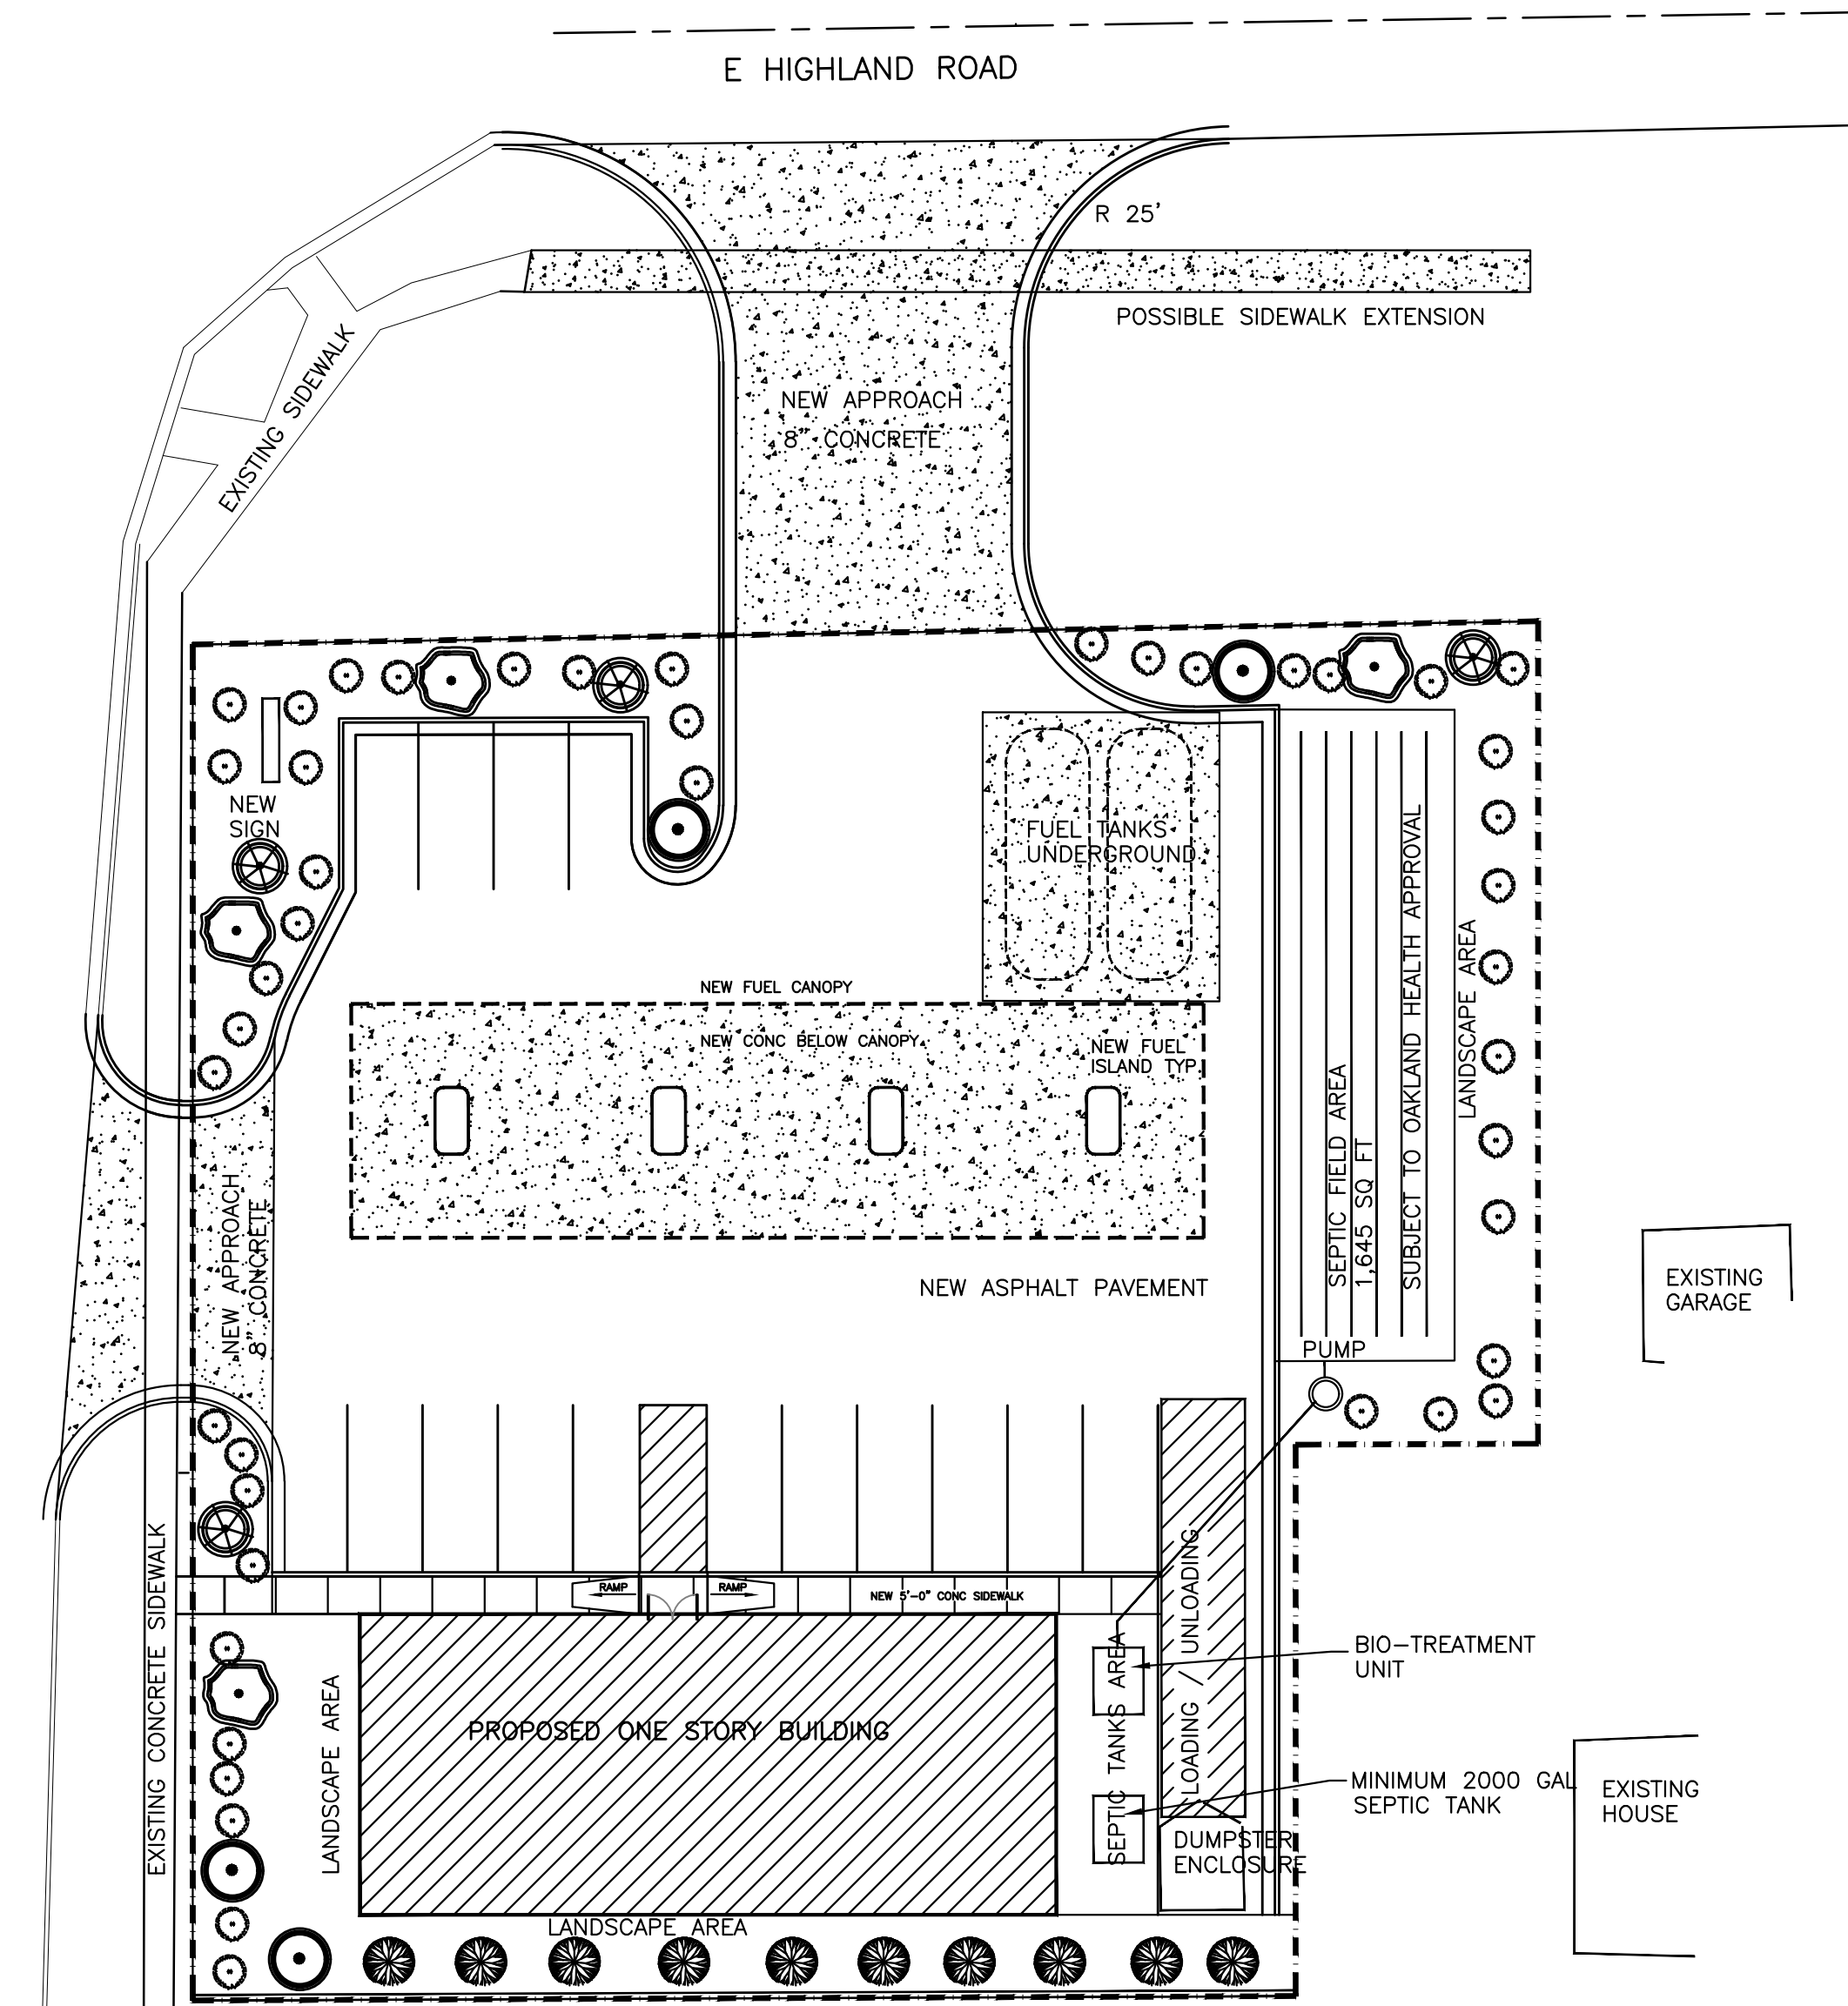 E HIGHLAND ROAD
R 25'
POSSIBLE SIDEWALK EXTENSION
EXISTING SIDEWALK
NEW APPROACH
8" CONCRETE
NEW
SIGN
FUEL TANKS
UNDERGROUND
NEW FUEL CANOPY
NEW CONC BELOW CANOPY
NEW FUEL
ISLAND TYP.
SEPTIC FIELD AREA
1,645 SQ FT
SUBJECT TO OAKLAND HEALTH APPROVAL
LANDSCAPE AREA
NEW APPROACH
8" CONCRETE
NEW ASPHALT PAVEMENT
EXISTING
GARAGE
PUMP
EXISTING CONCRETE SIDEWALK
RAMP
RAMP
NEW 5'-0" CONC SIDEWALK
LOADING / UNLOADING
SEPTIC TANKS AREA
BIO-TREATMENT
UNIT
LANDSCAPE AREA
PROPOSED ONE STORY BUILDING
MINIMUM 2000 GAL
SEPTIC TANK
EXISTING
HOUSE
DUMPSTER
ENCLOSURE
LANDSCAPE AREA